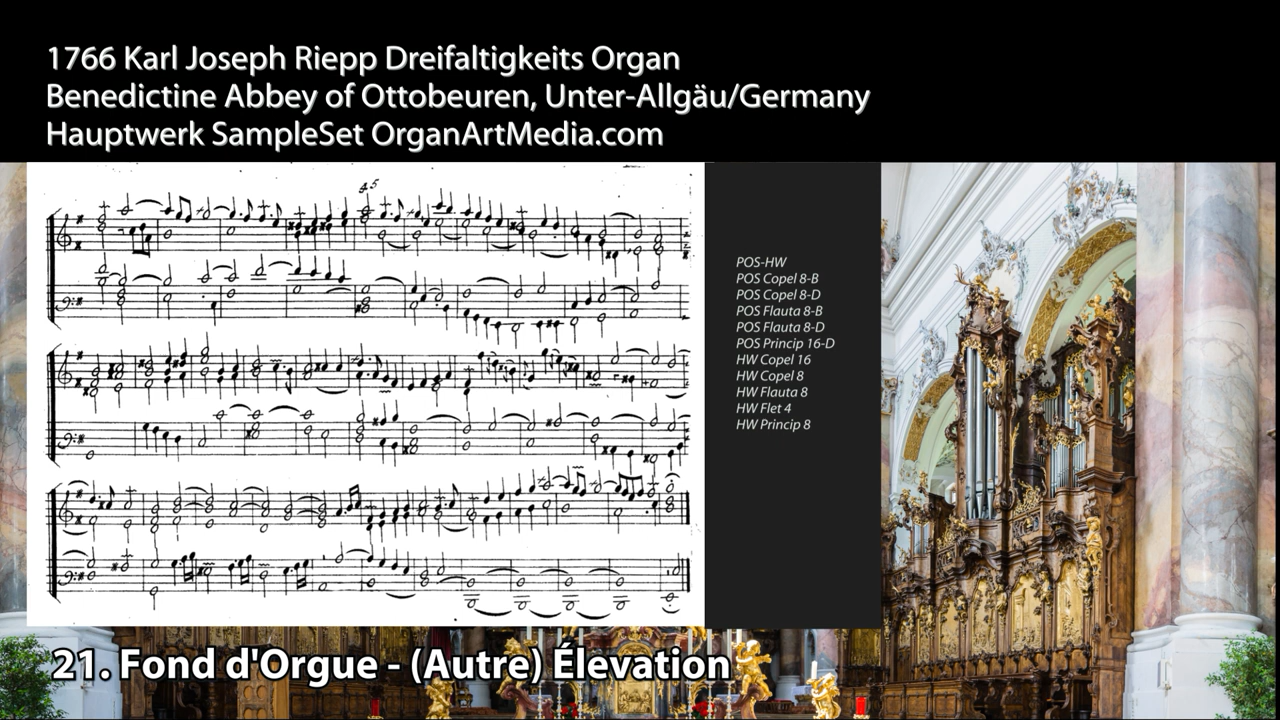 1766 Karl Joseph Riepp Dreifaltigkeits Organ
Benedictine Abbey of Ottobeuren, Unter-Allgäu/Germany
Hauptwerk SampleSet OrganArtMedia.com
45
POS-HW
POS Copel 8-B
POS Copel 8-D
POS Flauta 8-B
POS Flauta 8-D
POS Princip 16-D
HW Copel 16
HW Copel 8
HW Flauta 8
HW Flet 4
HW Princip 8
21. Fond d'Orgue - (Autre) Élevation